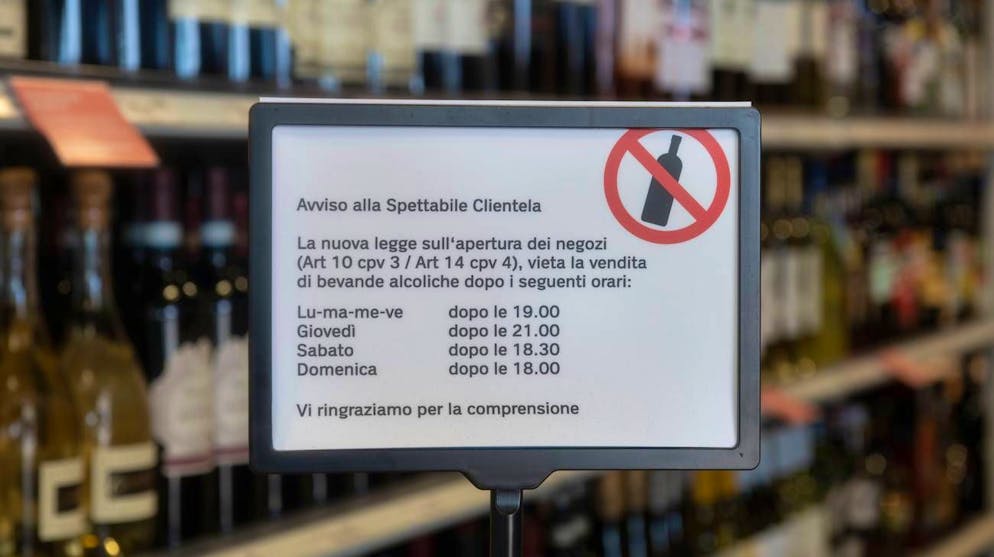 Avviso alla Spettabile Clientela
La nuova legge sull'apertura dei negozi
(Art 10 cpv 3 / Art 14 cpv 4), vieta la vendita
di bevande alcoliche dopo i seguenti orari:
Lu-ma-me-ve dopo le 19.00
Giovedì dopo le 21.00
Sabato dopo le 18.30
Domenica dopo le 18.00
Vi ringraziamo per la comprensione